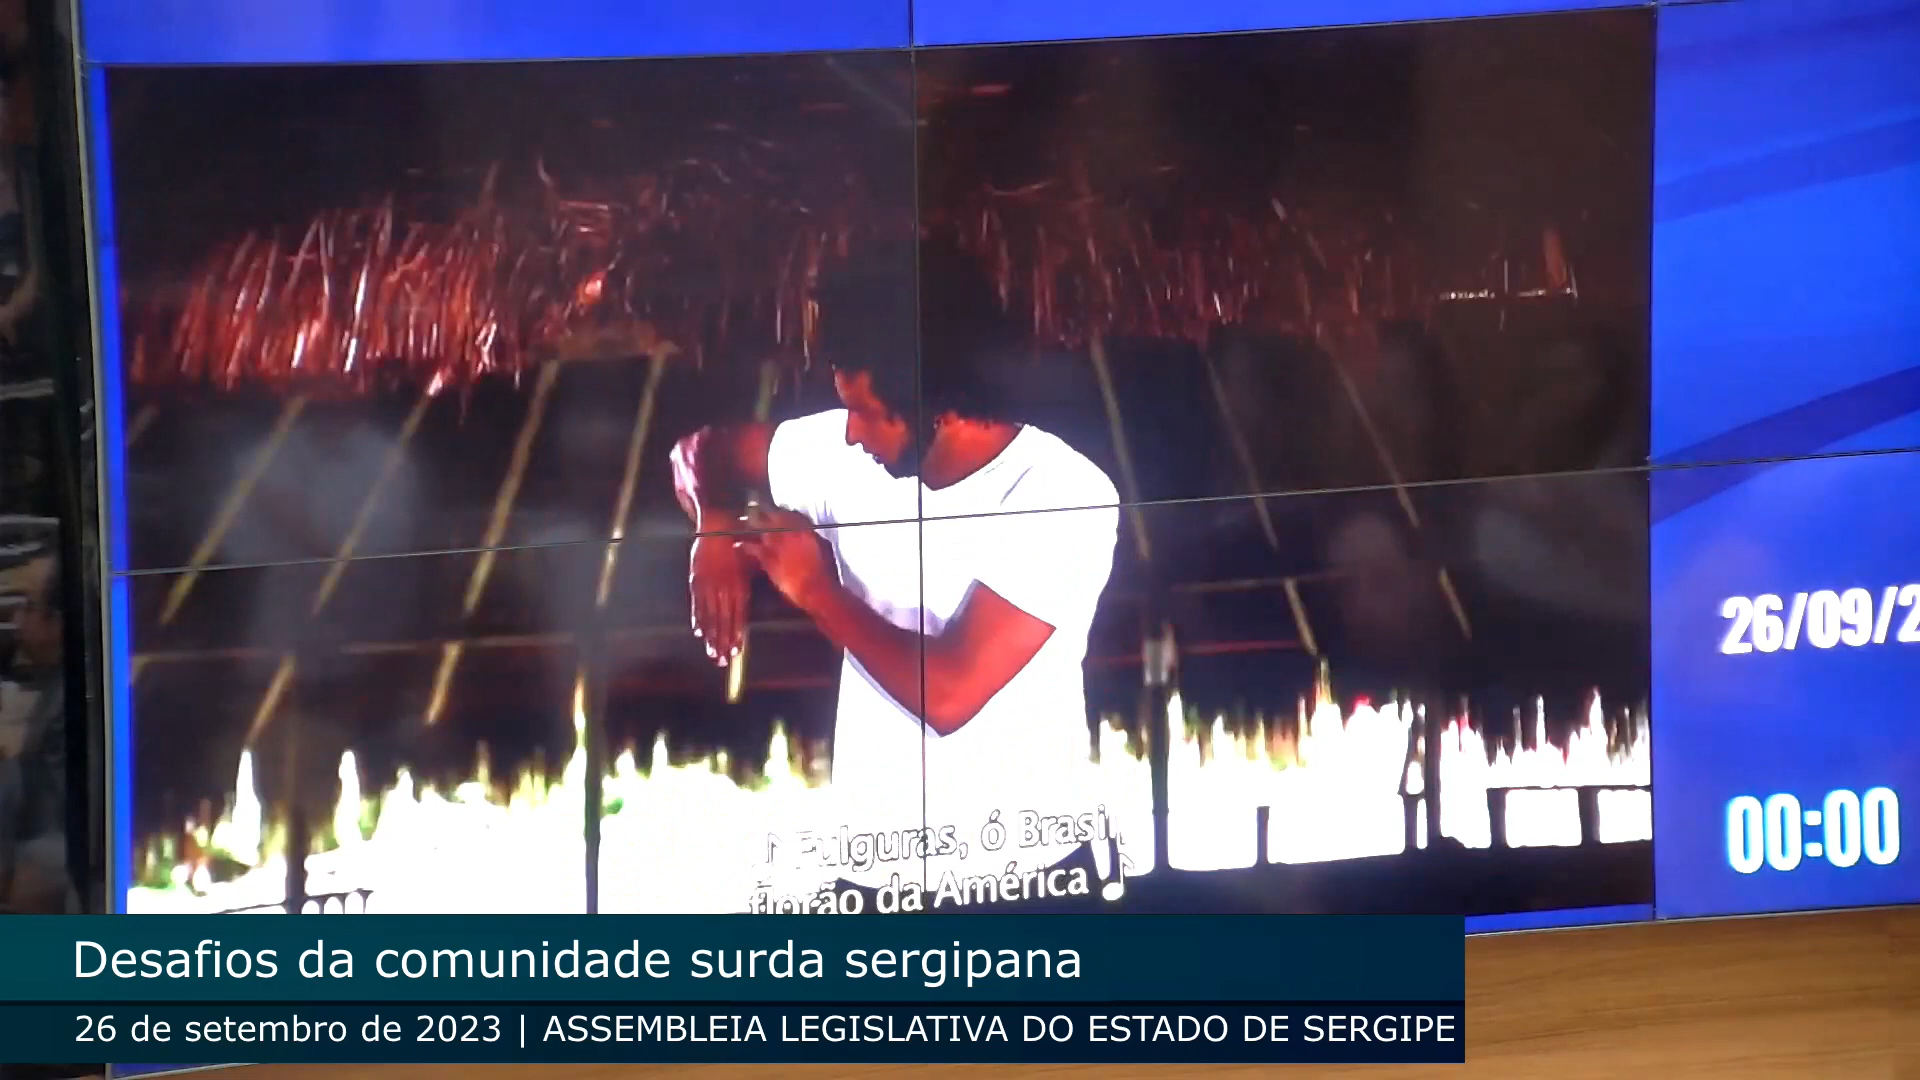 26/09/2
00:00
♪ Fulguras, ó Brasil
florão da América ♪
Desafios da comunidade surda sergipana
26 de setembro de 2023 | ASSEMBLEIA LEGISLATIVA DO ESTADO DE SERGIPE